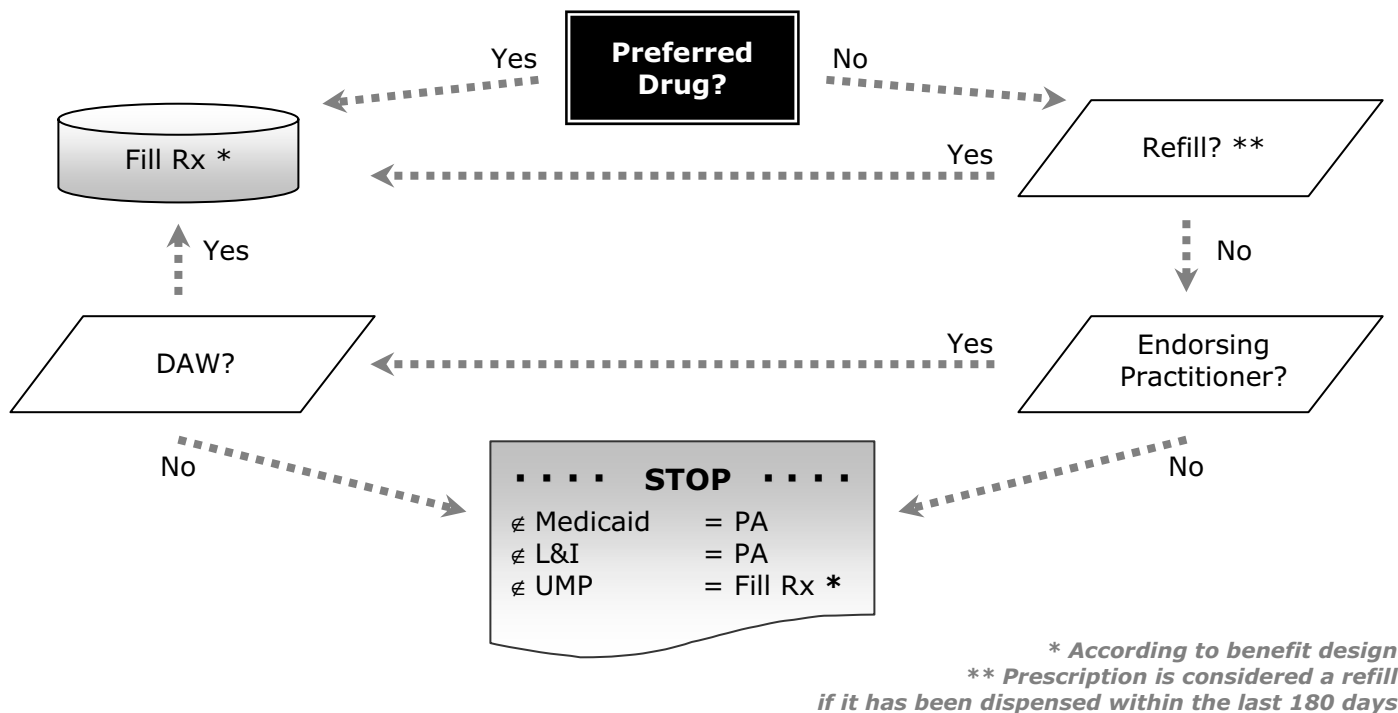 Preferred
Drug?
Yes
No
Fill Rx *
Refill? **
Yes
Yes
No
DAW?
Yes
Endorsing
Practitioner?
No
No
▪ ▪ ▪ ▪ STOP ▪ ▪ ▪ ▪
∉ Medicaid = PA
∉ L&I = PA
∉ UMP = Fill Rx *
* According to benefit design
** Prescription is considered a refill
if it has been dispensed within the last 180 days